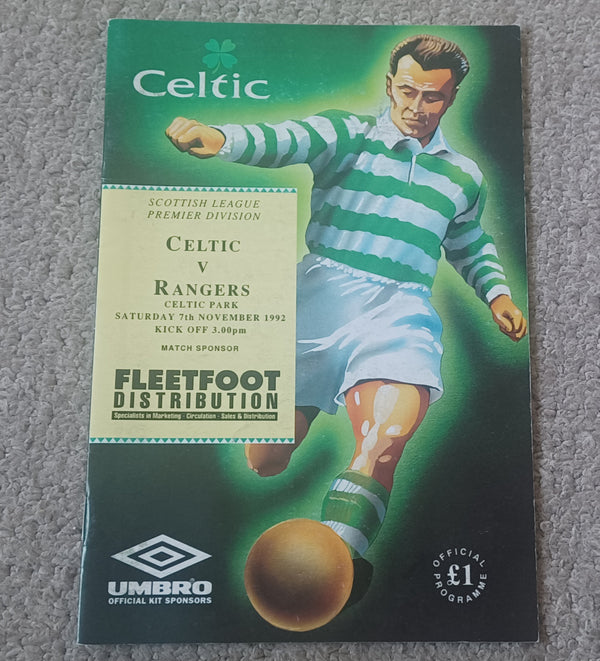 Celtic
SCOTTISH LEAGUE
PREMIER DIVISION
CELTIC
V
RANGERS
CELTIC PARK
SATURDAY 7th NOVEMBER 1992
KICK OFF 3.00pm
MATCH SPONSOR
FLEETFOOT
DISTRIBUTION
Specialists in Marketing · Circulation · Sales & Distribution
UMBRO
OFFICIAL KIT SPONSORS
OFFICIAL
£1
PROGRAMME